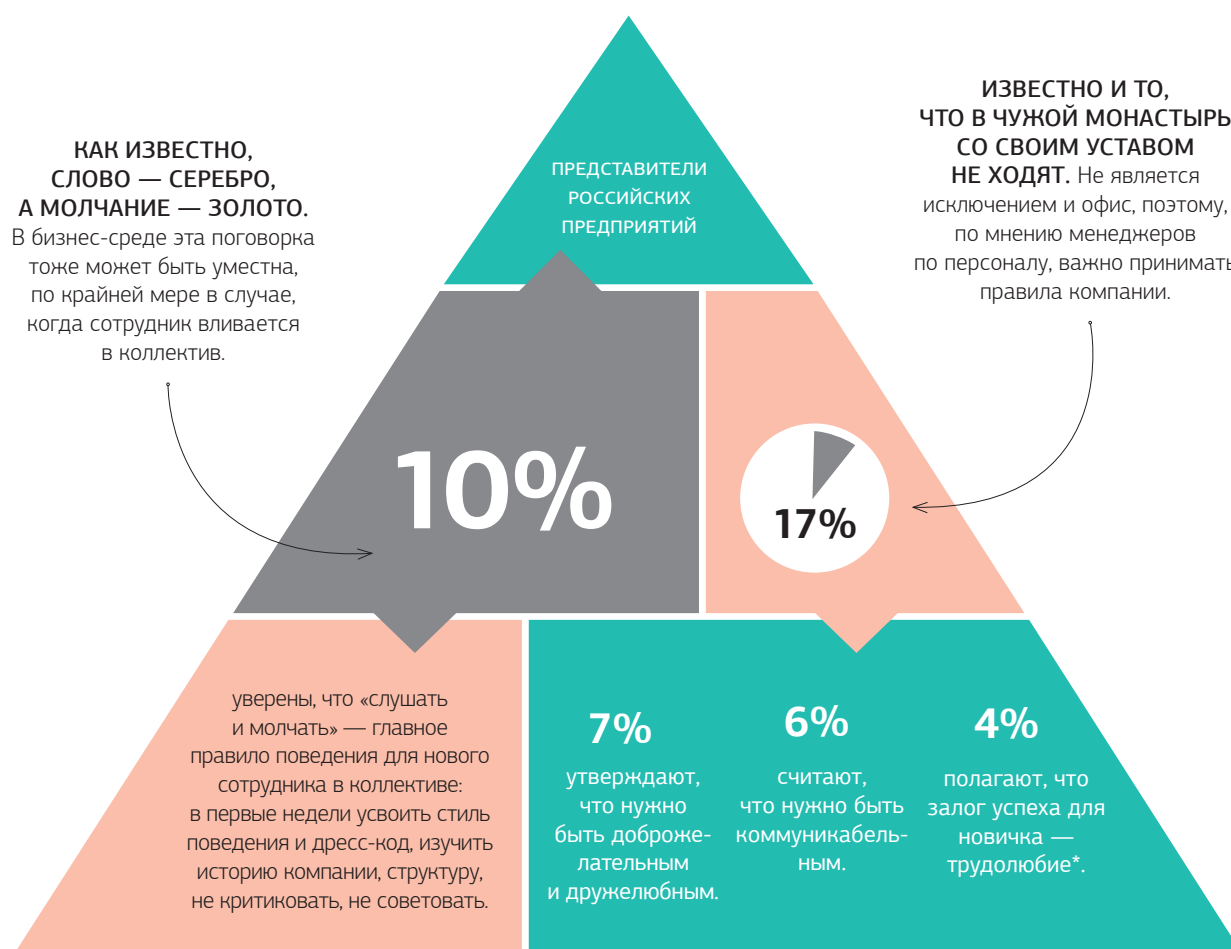 КАК ИЗВЕСТНО,
СЛОВО — СЕРЕБРО,
А МОЛЧАНИЕ — ЗОЛОТО.
В бизнес-среде эта поговорка
тоже может быть уместна,
по крайней мере в случае,
когда сотрудник вливается
в коллектив.
ПРЕДСТАВИТЕЛИ
РОССИЙСКИХ
ПРЕДПРИЯТИЙ
ИЗВЕСТНО И ТО,
ЧТО В ЧУЖОЙ МОНАСТЫРЬ
СО СВОИМ УСТАВОМ
НЕ ХОДЯТ. Не является
исключением и офис, поэтому,
по мнению менеджеров
по персоналу, важно принимать
правила компании.
10%
17%
уверены, что «слушать
и молчать» — главное
правило поведения для нового
сотрудника в коллективе:
в первые недели усвоить стиль
поведения и дресс-код, изучить
историю компании, структуру,
не критиковать, не советовать.
7%
утверждают,
что нужно
быть доброже-
лательным
и дружелюбным.
6%
считают,
что нужно быть
коммуникабель-
ным.
4%
полагают, что
залог успеха для
новичка —
трудолюбие*.